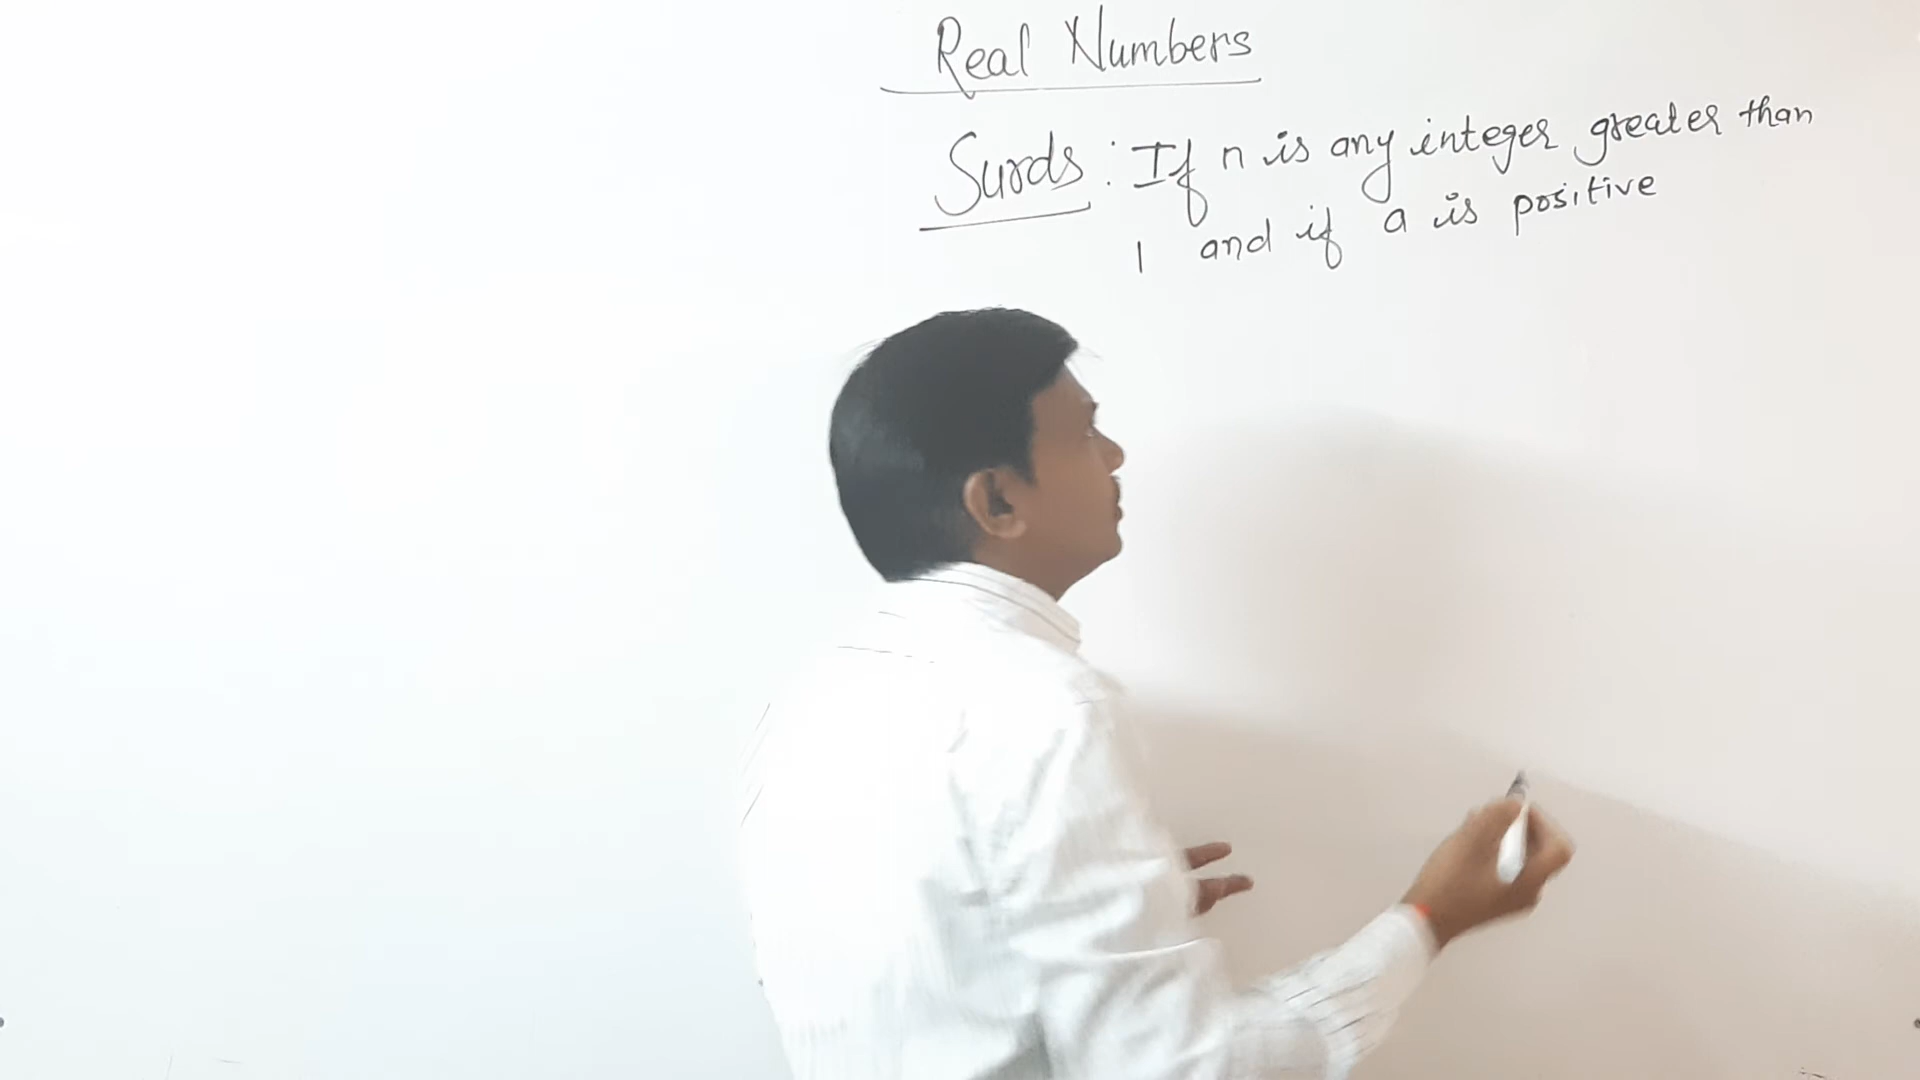 Real Numbers
Surds : If n is any integer greater than
1 and if a is positive